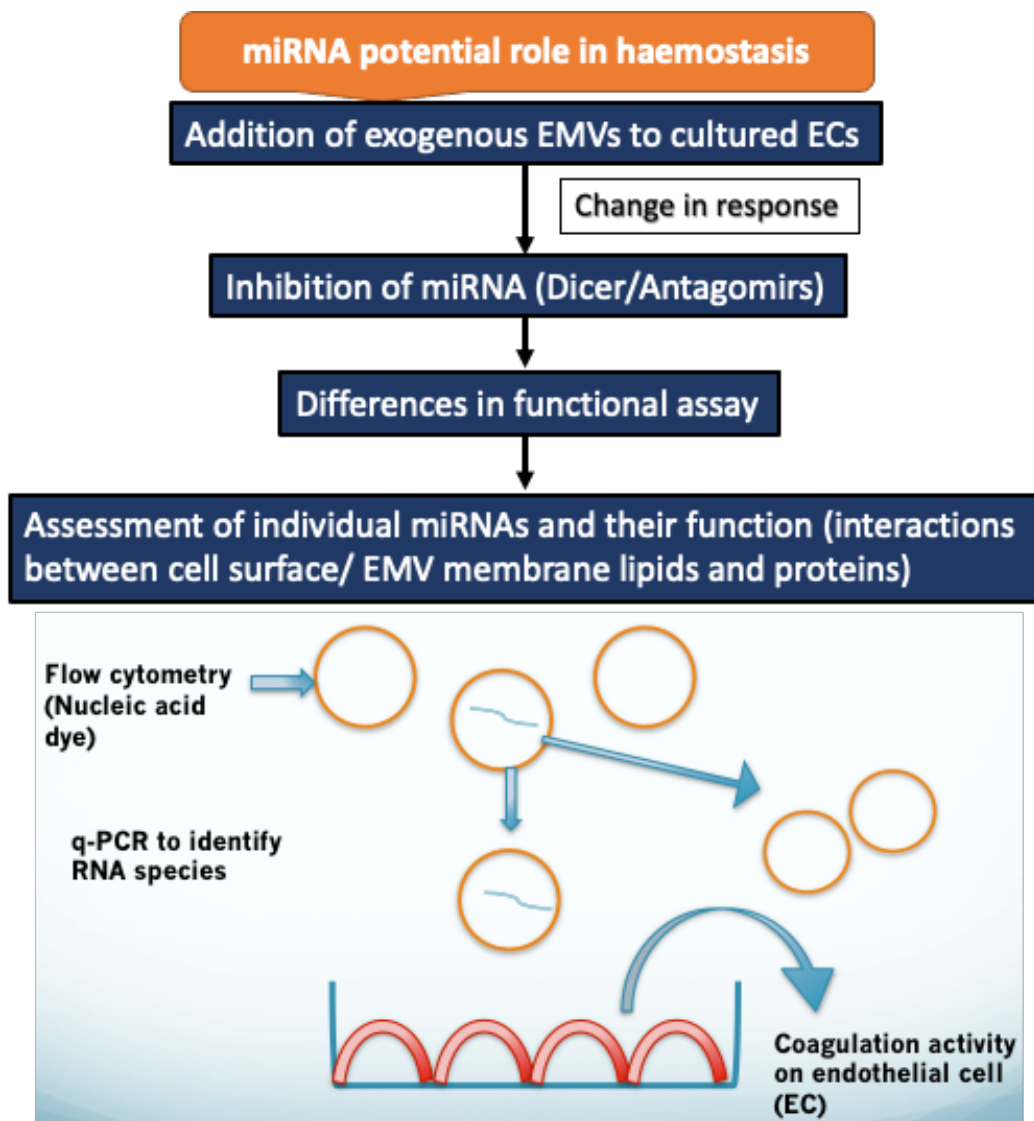 miRNA potential role in haemostasis
Addition of exogenous EMVs to cultured ECs
Change in response
Inhibition of miRNA (Dicer/Antagomirs)
Differences in functional assay
Assessment of individual miRNAs and their function (interactions
between cell surface/ EMV membrane lipids and proteins)
Flow cytometry
(Nucleic acid
dye)
q-PCR to identify
RNA species
Coagulation activity
on endothelial cell
(EC)